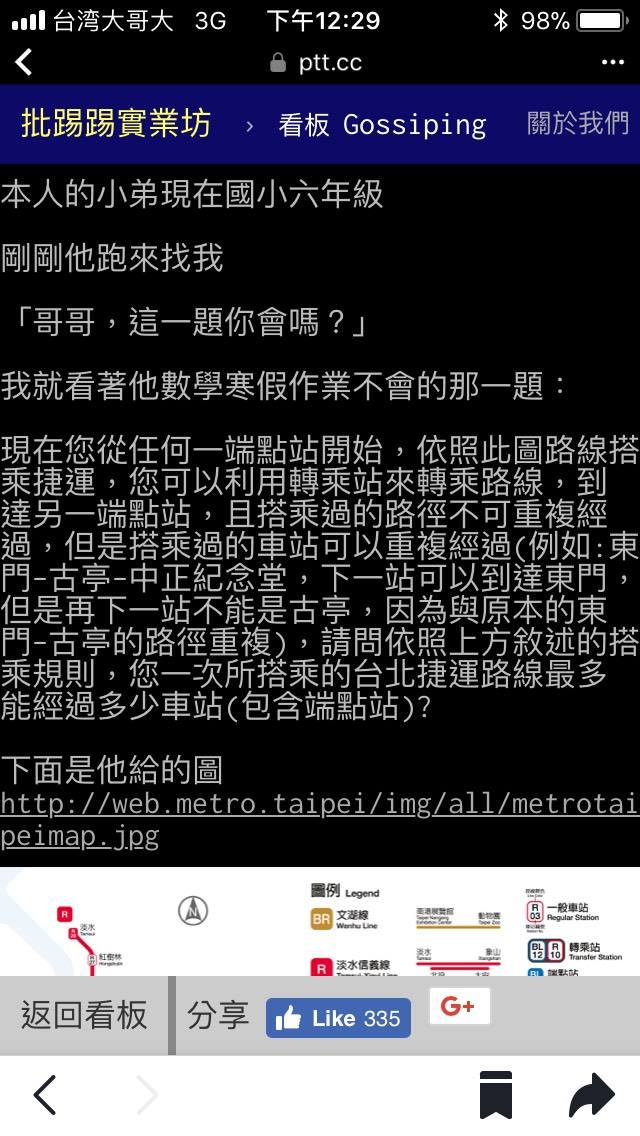 台湾大哥大 3G 下午12:29 98%
ptt.cc
批踢踢實業坊 › 看板 Gossiping 關於我們
本人的小弟現在國小六年級
剛剛他跑來找我
「哥哥，這一題你會嗎？」
我就看著他數學寒假作業不會的那一題：
現在您從任何一端點站開始，依照此圖路線搭
乘捷運，您可以利用轉乘站來轉乘路線，到
達另一端點站，且搭乘過的路徑不可重複經
過，但是搭乘過的車站可以重複經過(例如:東
門-古亭-中正紀念堂，下一站可以到達東門，
但是再下一站不能是古亭，因為與原本的東
門-古亭的路徑重複)，請問依照上方敘述的搭
乘規則，您一次所搭乘的台北捷運路線最多
能經過多少車站(包含端點站)?
下面是他給的圖
http://web.metro.taipei/img/all/metrotai
peimap.jpg
圖例 Legend
R
淡水
Tamsui
紅樹林
Hongshulin
N
BR 文湖線
Wenhu Line
南港展覽館
Taipei Nangang
Exhibition Center
動物園
Taipei Zoo
R 淡水信義線
Tamsui-Xinyi Line
淡水
Tamsui
象山
Xiangshan
R
03
一般車站
Regular Station
BL
12
R
10
轉乘站
Transfer Station
BL
端點站
返回看板 分享 Like 335 G+